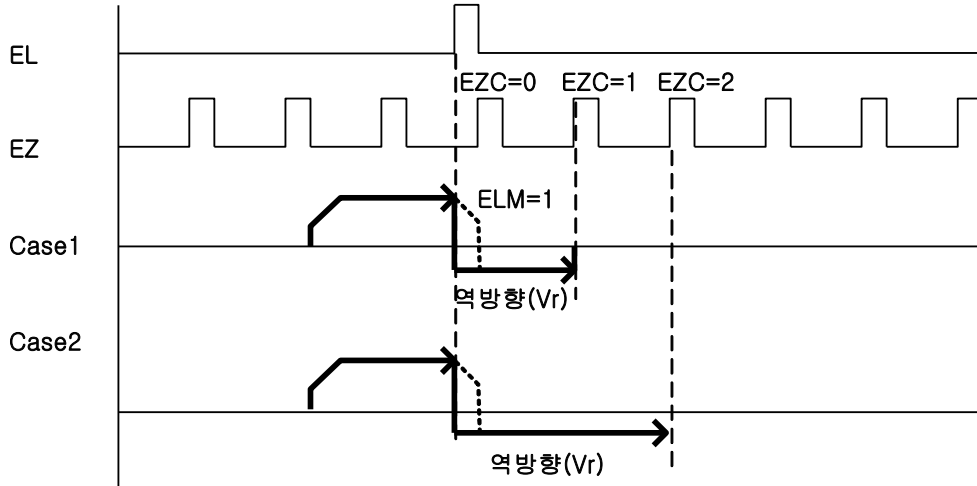 EL
EZC=0 EZC=1 EZC=2
EZ
ELM=1
Case1
역방향(Vr)
Case2
역방향(Vr)